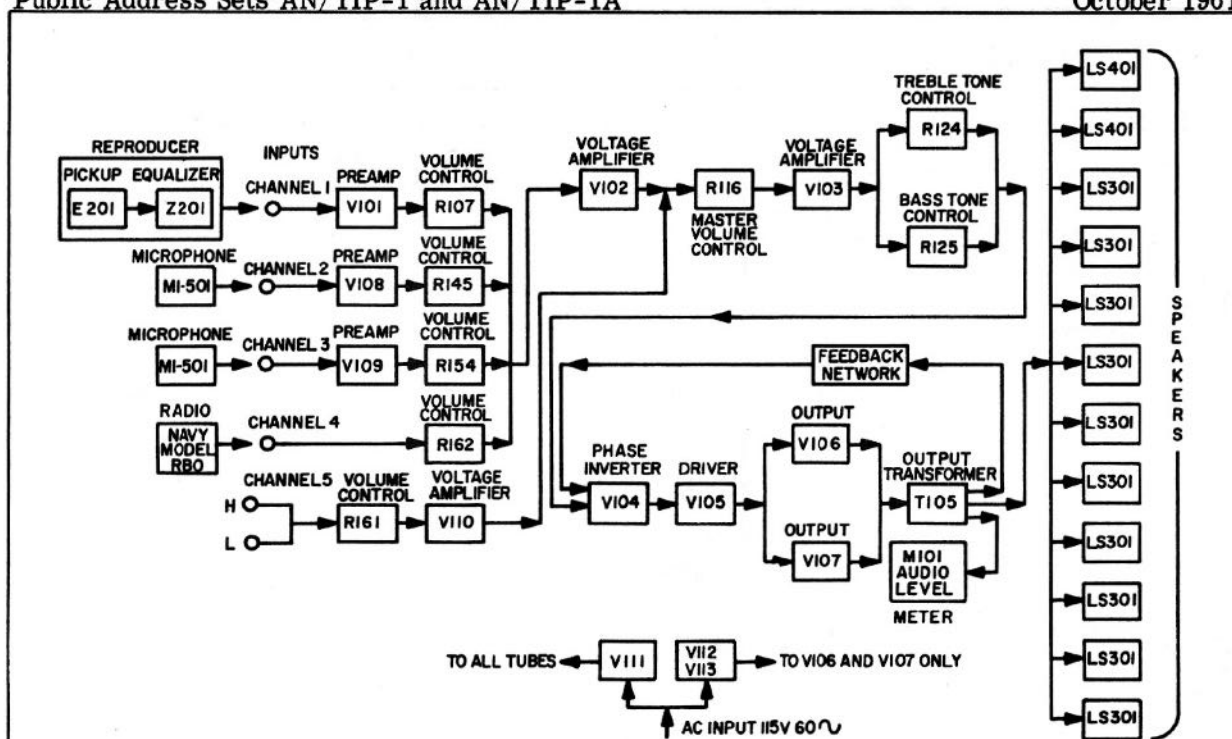 Public Address Sets AN/TIP-1 and AN/TIP-1A
October 1961
REPRODUCER
PICKUP
EQUALIZER
E 201
Z201
INPUTS
CHANNEL 1
PREAMP
V101
VOLUME
CONTROL
R107
MICROPHONE
MI-501
CHANNEL 2
PREAMP
V108
VOLUME
CONTROL
R145
MICROPHONE
MI-501
CHANNEL 3
PREAMP
V109
VOLUME
CONTROL
R154
RADIO
NAVY
MODEL
RBO
CHANNEL 4
VOLUME
CONTROL
R162
CHANNEL 5
H
L
VOLUME
CONTROL
R161
VOLTAGE
AMPLIFIER
V110
VOLTAGE
AMPLIFIER
V102
R116
MASTER
VOLUME
CONTROL
VOLTAGE
AMPLIFIER
V103
TREBLE TONE
CONTROL
R124
BASS TONE
CONTROL
R125
FEEDBACK
NETWORK
PHASE
INVERTER
V104
DRIVER
V105
OUTPUT
V106
OUTPUT
V107
OUTPUT
TRANSFORMER
T105
M101
AUDIO
LEVEL
METER
TO ALL TUBES
V111
V112
V113
TO V106 AND V107 ONLY
AC INPUT 115V 60∿
LS401
LS401
LS301
LS301
LS301
LS301
LS301
LS301
LS301
LS301
LS301
LS301
SPEAKERS